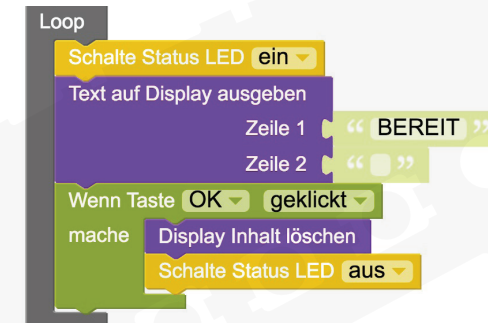 Loop
Schalte Status LED ein
Text auf Display ausgeben
Zeile 1 “ BEREIT ”
Zeile 2 “ ”
Wenn Taste OK geklickt
mache Display Inhalt löschen
Schalte Status LED aus